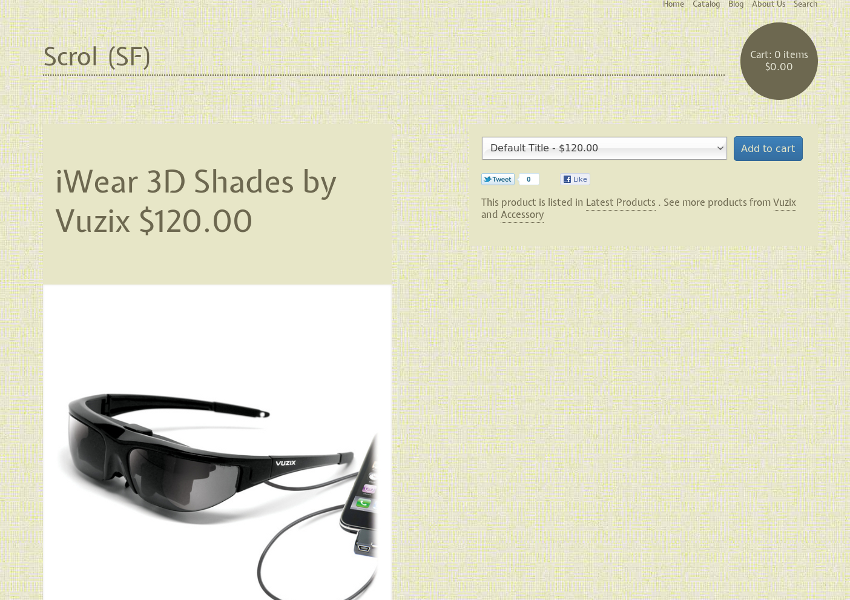 Home Catalog Blog About Us Search
Scrol (SF)
Cart: 0 items
$0.00
iWear 3D Shades by
Vuzix $120.00
Default Title - $120.00
Add to cart
Tweet 0 Like
This product is listed in Latest Products . See more products from Vuzix
and Accessory
VUZIX